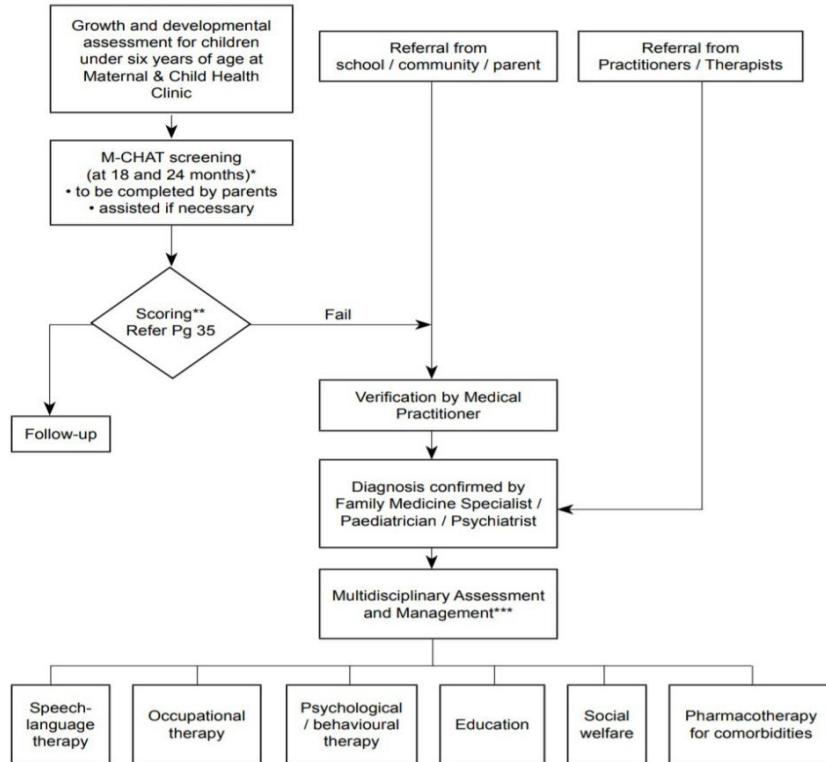 Growth and developmental
assessment for children
under six years of age at
Maternal & Child Health
Clinic
Referral from
school / community / parent
Referral from
Practitioners / Therapists
M-CHAT screening
(at 18 and 24 months)*
• to be completed by parents
• assisted if necessary
Scoring**
Refer Pg 35
Fail
Follow-up
Verification by Medical
Practitioner
Diagnosis confirmed by
Family Medicine Specialist /
Paediatrician / Psychiatrist
Multidisciplinary Assessment
and Management***
Speech-
language
therapy
Occupational
therapy
Psychological
/ behavioural
therapy
Education
Social
welfare
Pharmacotherapy
for comorbidities